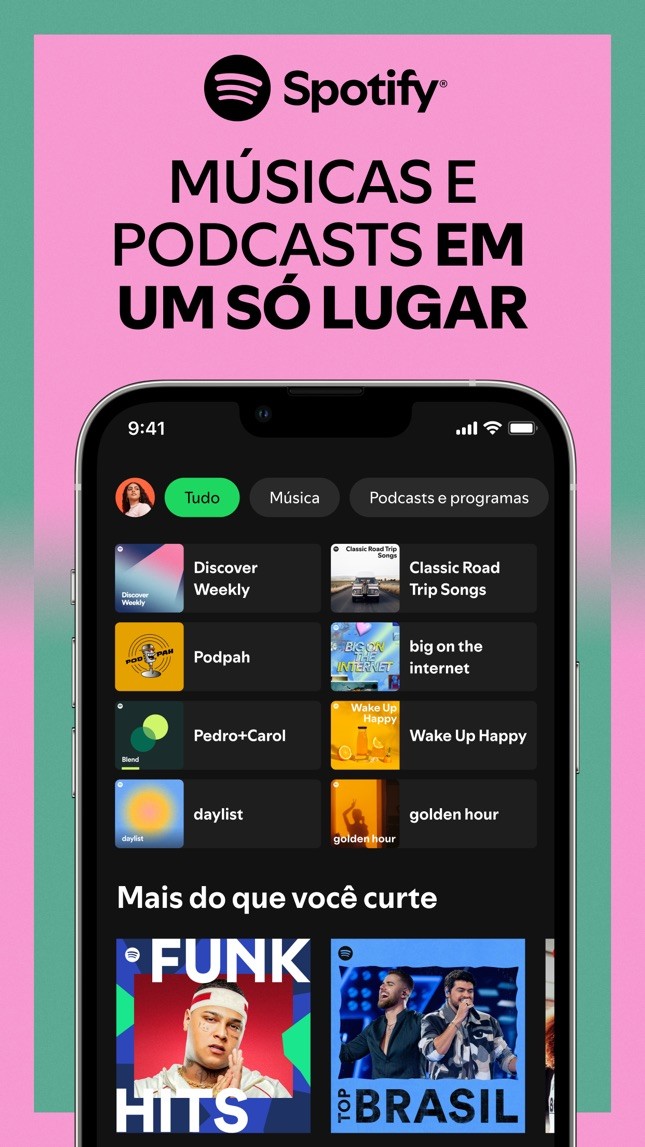 Spotify®
MÚSICAS E
PODCASTS EM
UM SÓ LUGAR
9:41
Tudo
Música
Podcasts e programas
Discover
Weekly
Discover
Weekly
Classic Road Trip
Songs
Classic Road
Trip Songs
PODPAH
Podpah
BIG ON
THE
INTERNET
big on the
internet
Blend
Pedro+Carol
Wake Up
Happy
Wake Up Happy
daylist
daylist
golden hour
golden hour
Mais do que você curte
FUNK
HITS
TOP
BRASIL